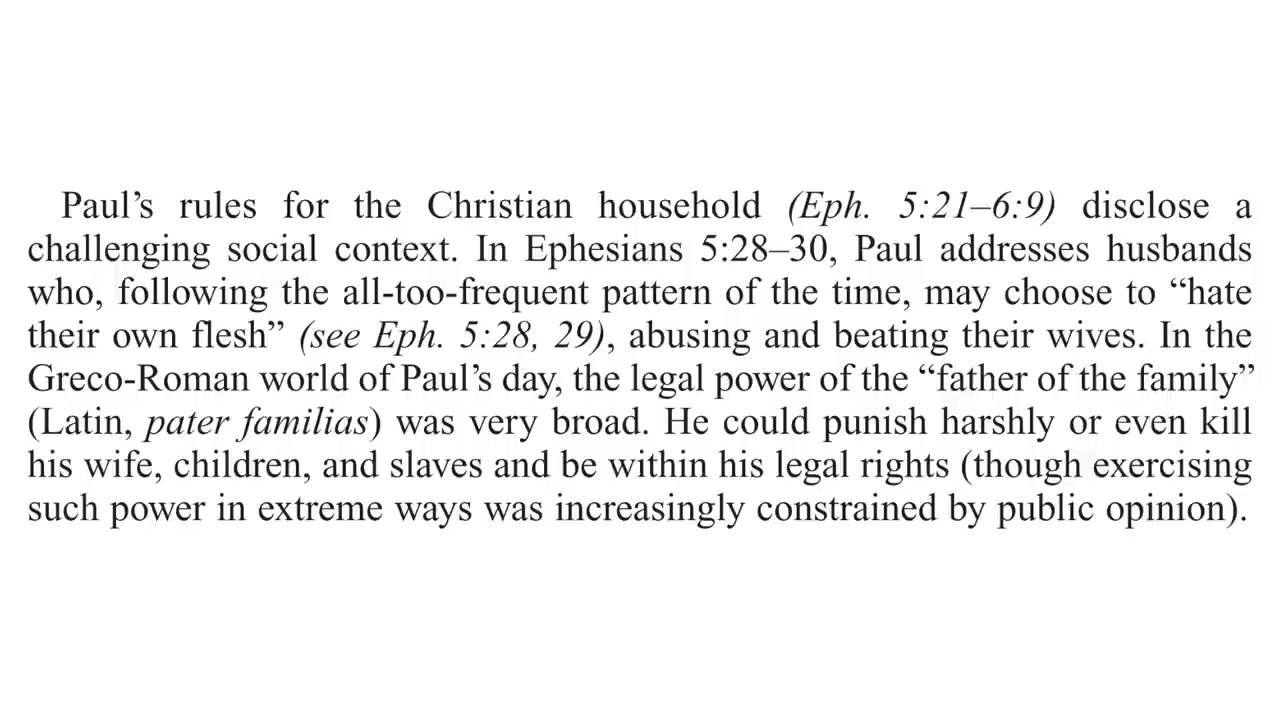 Paul’s rules for the Christian household (Eph. 5:21–6:9) disclose a
challenging social context. In Ephesians 5:28–30, Paul addresses husbands
who, following the all-too-frequent pattern of the time, may choose to “hate
their own flesh” (see Eph. 5:28, 29), abusing and beating their wives. In the
Greco-Roman world of Paul’s day, the legal power of the “father of the family”
(Latin, pater familias) was very broad. He could punish harshly or even kill
his wife, children, and slaves and be within his legal rights (though exercising
such power in extreme ways was increasingly constrained by public opinion).